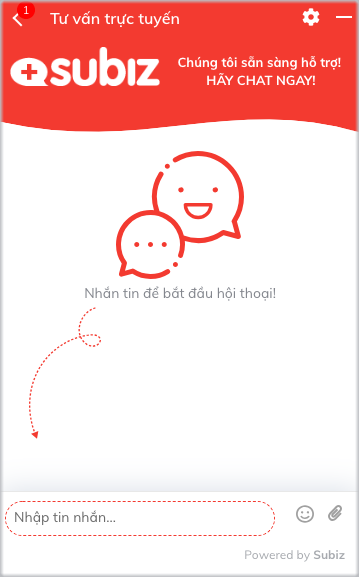 1
Tư vấn trực tuyến
subiz
Chúng tôi sẵn sàng hỗ trợ!
HÃY CHAT NGAY!
Nhắn tin để bắt đầu hội thoại!
Nhập tin nhắn...
Powered by Subiz